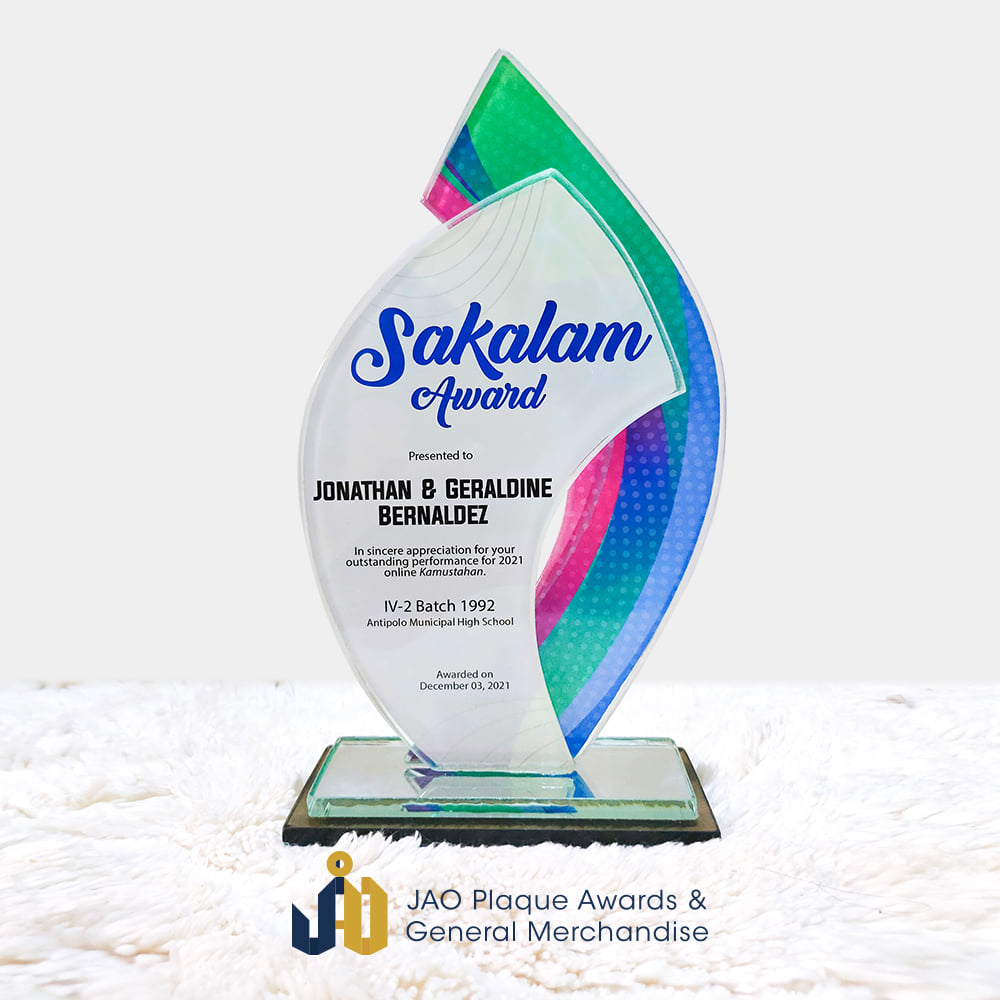 Sakalam
Award
Presented to
JONATHAN & GERALDINE
BERNALDEZ
In sincere appreciation for your
outstanding performance for 2021
online Kamustahan.
IV-2 Batch 1992
Antipolo Municipal High School
Awarded on
December 03, 2021
JAO Plaque Awards &
General Merchandise